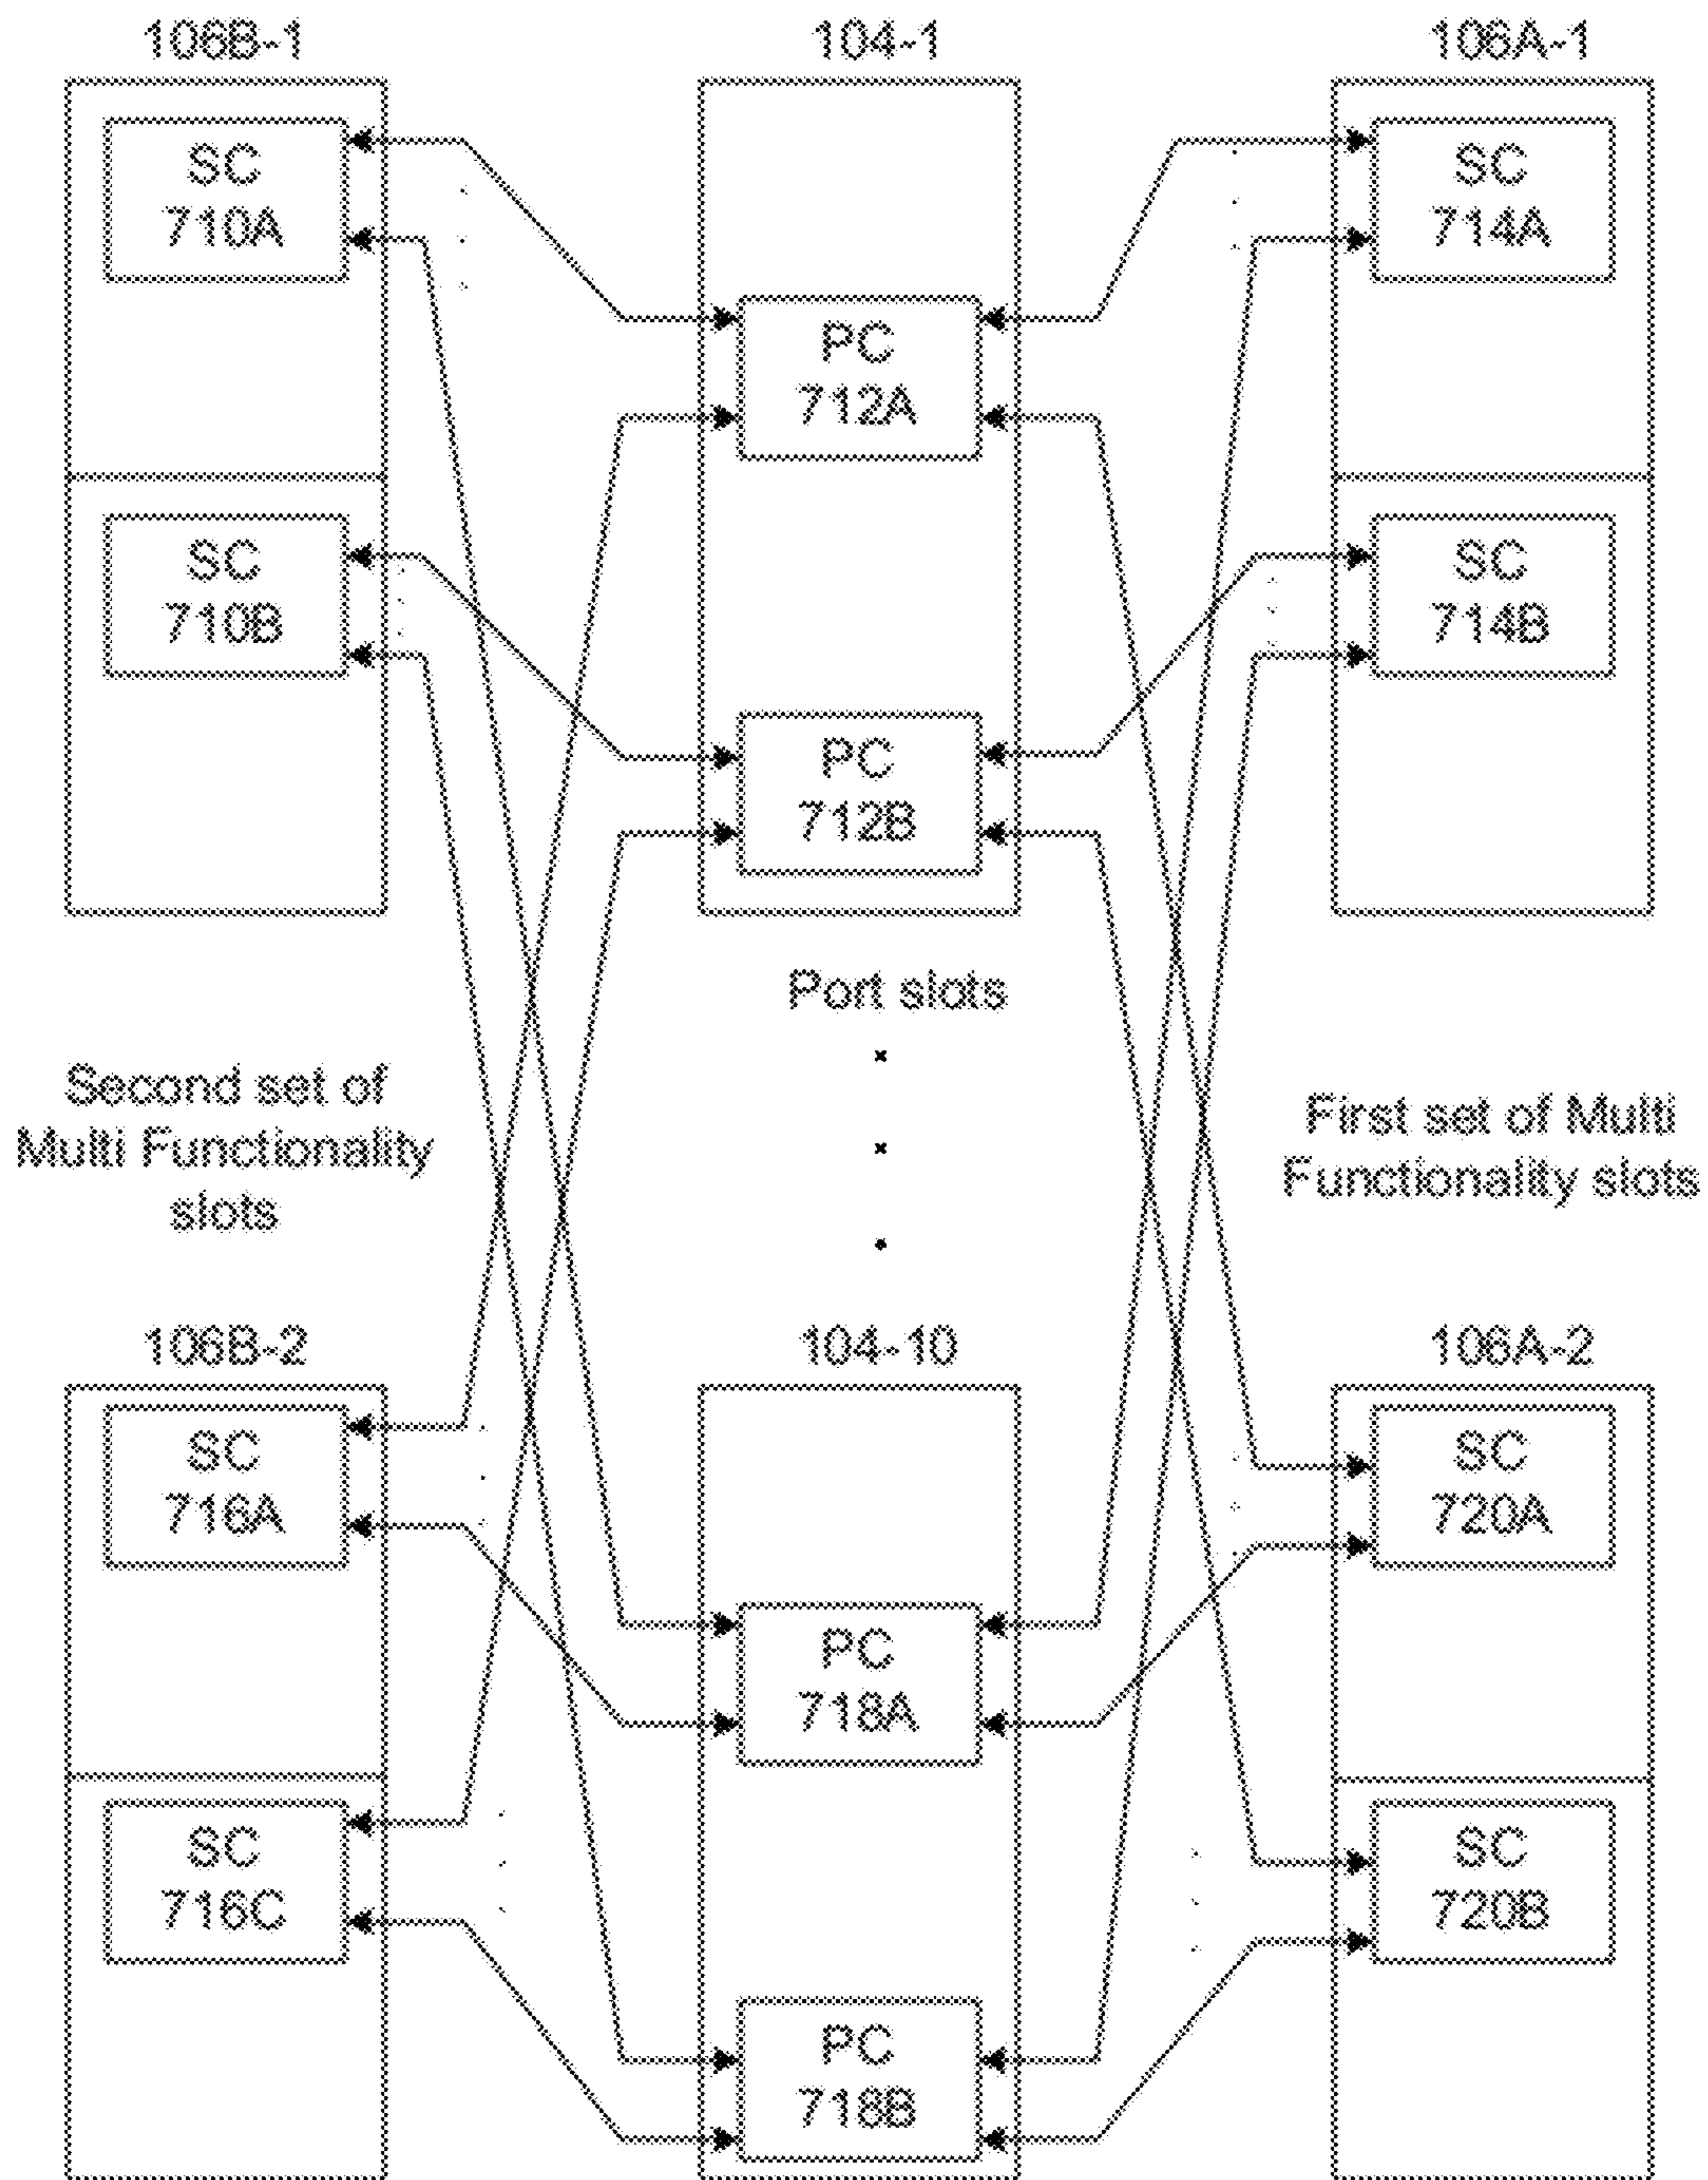 106B-1
104-1
106A-1
SC
710A
SC
714A
PC
712A
SC
710B
SC
714B
PC
712B
Port slots
Second set of
Multi Functionality
slots
First set of Multi
Functionality slots
106B-2
104-10
106A-2
SC
716A
SC
720A
PC
718A
SC
716C
SC
720B
PC
718B